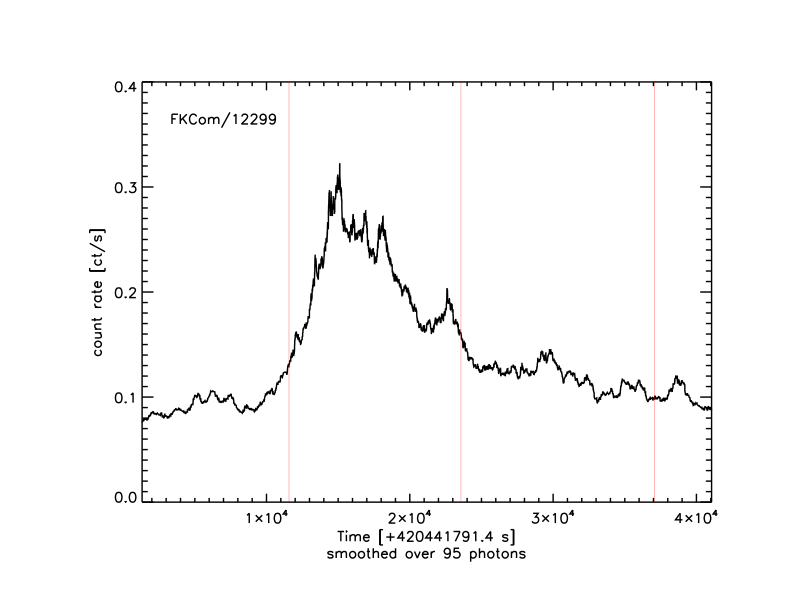 0.4
FKCom/12299
0.3
0.2
0.1
0.0
count rate [ct/s]
1×10⁴ 2×10⁴ 3×10⁴ 4×10⁴
Time [+420441791.4 s]
smoothed over 95 photons